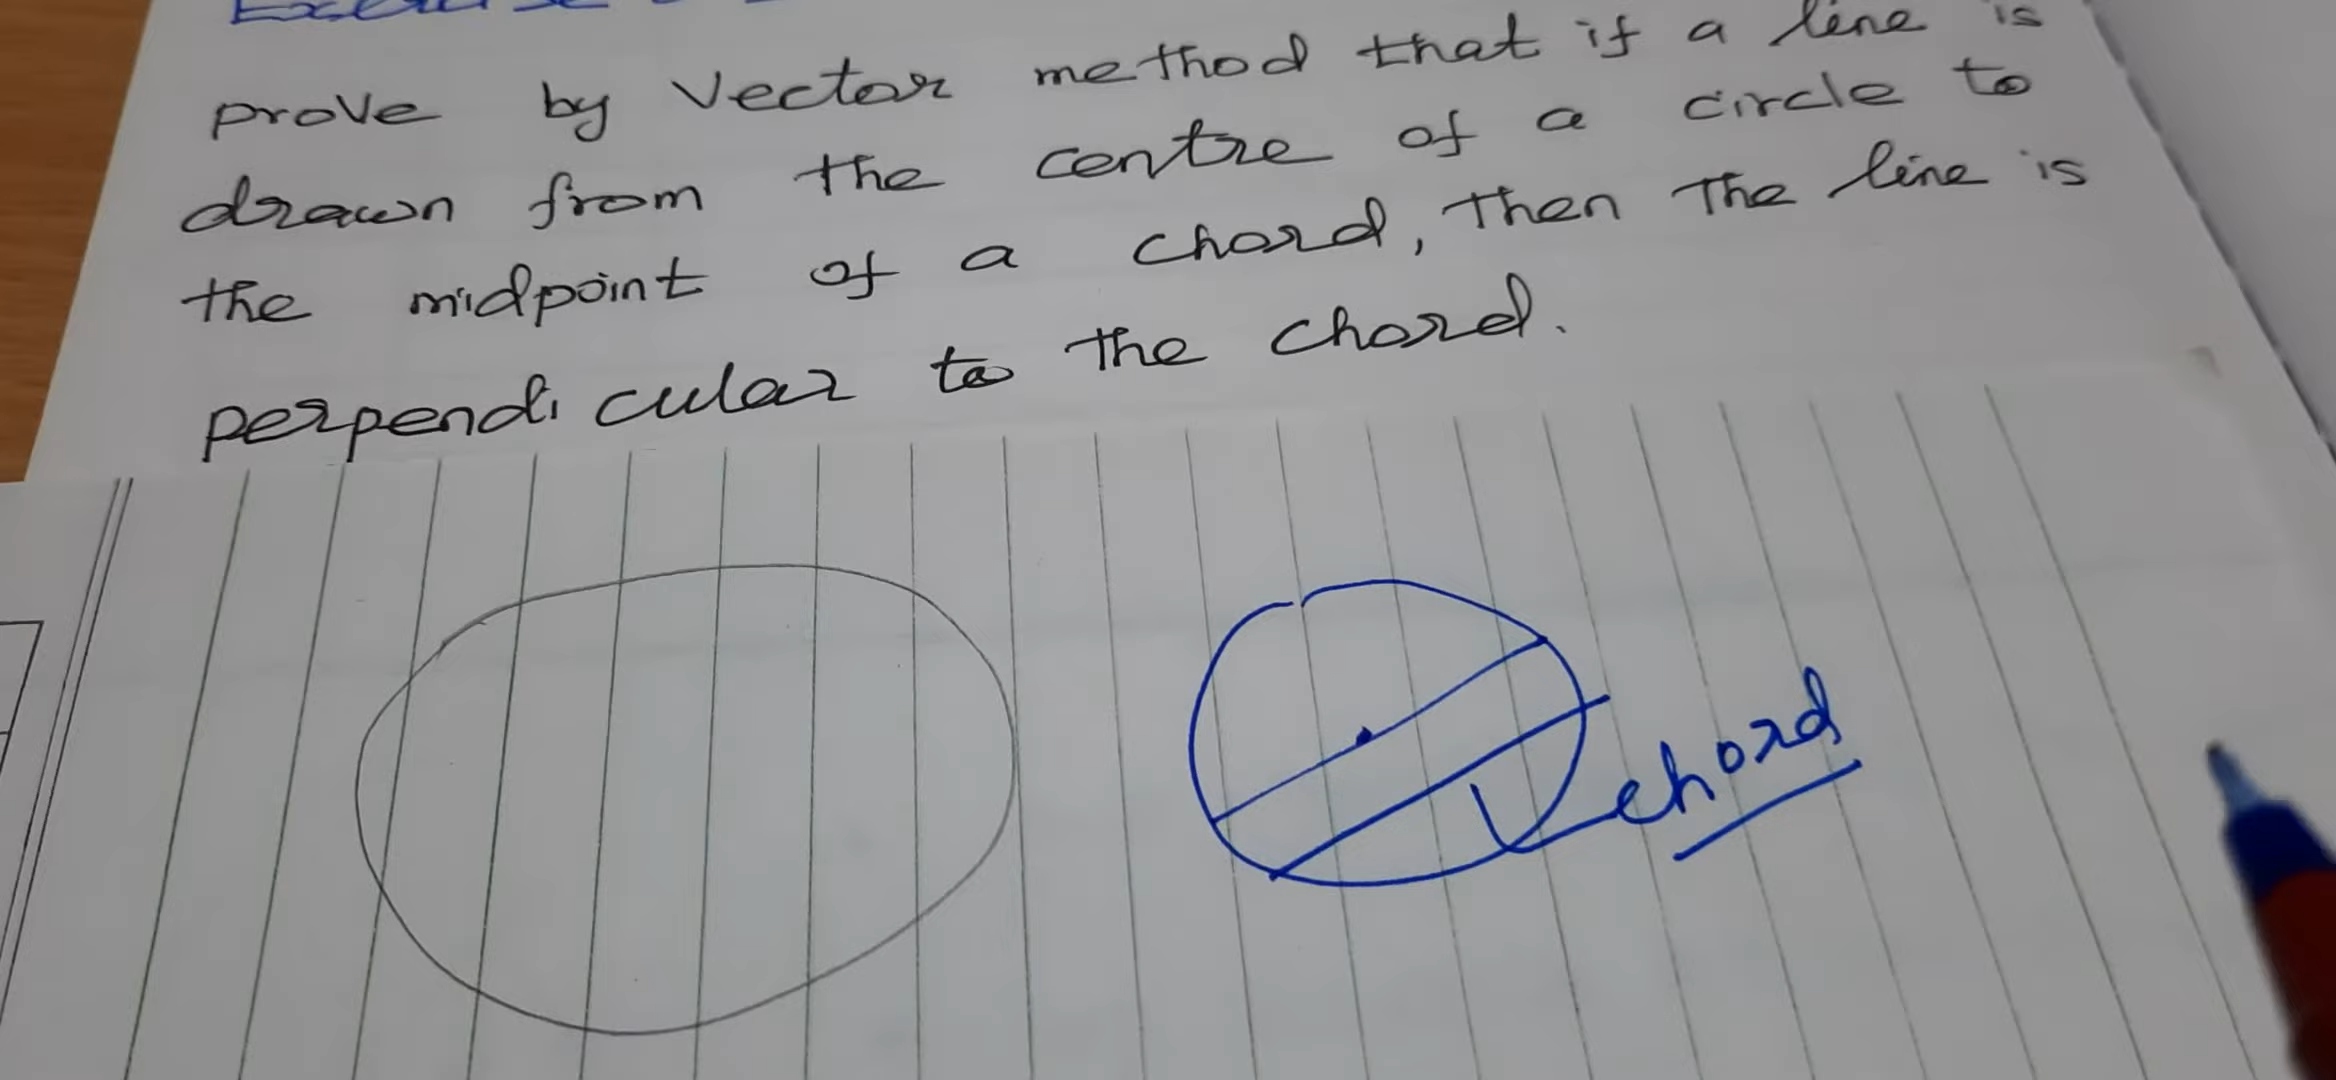 prove by vector method that if a line is
drawn from the centre of a circle to
the midpoint of a chord, then the line is
perpendicular to the chord.
chord